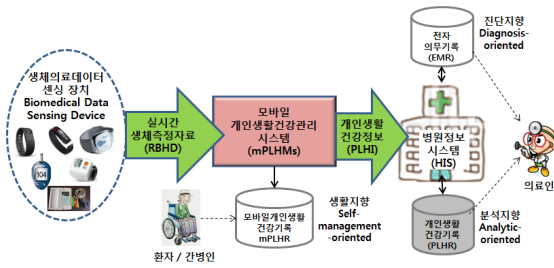 생체의료데이터
센싱 장치
Biomedical Data
Sensing Device
104
실시간
생체측정자료
(RBHD)
모바일
개인생활건강관리
시스템
(mPLHMs)
개인생활
건강정보
(PLHI)
전자
의무기록
(EMR)
진단지향
Diagnosis-
oriented
병원정보
시스템
(HIS)
의료인
환자 / 간병인
모바일개인생활
건강기록
mPLHR
생활지향
Self-
management
-oriented
개인생활
건강기록
(PLHR)
분석지향
Analytic-
oriented